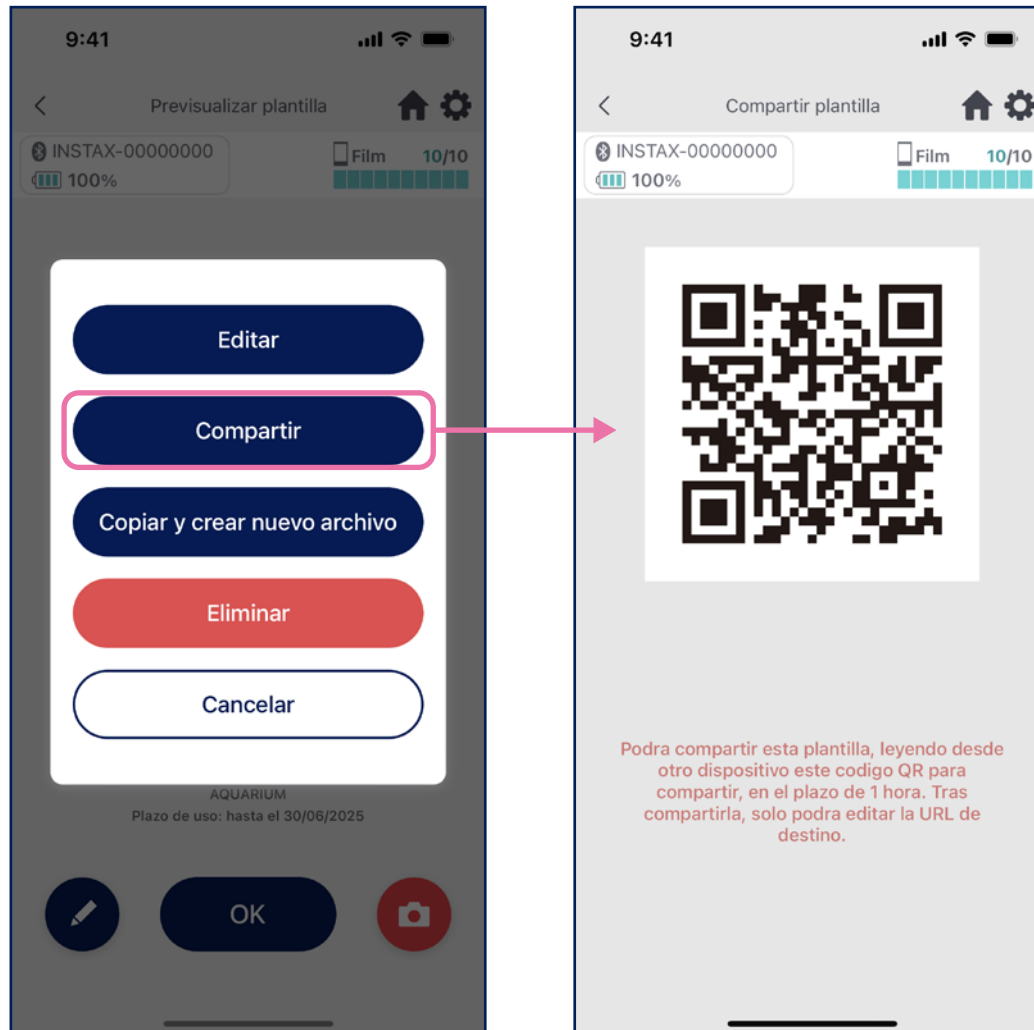 9:41
Previsualizar plantilla
INSTAX-00000000
100%
Film 10/10
Editar
Compartir
Copiar y crear nuevo archivo
Eliminar
Cancelar
AQUARIUM
Plazo de uso: hasta el 30/06/2025
OK
9:41
Compartir plantilla
INSTAX-00000000
100%
Film 10/10
Podra compartir esta plantilla, leyendo desde
otro dispositivo este codigo QR para
compartir, en el plazo de 1 hora. Tras
compartirla, solo podra editar la URL de
destino.